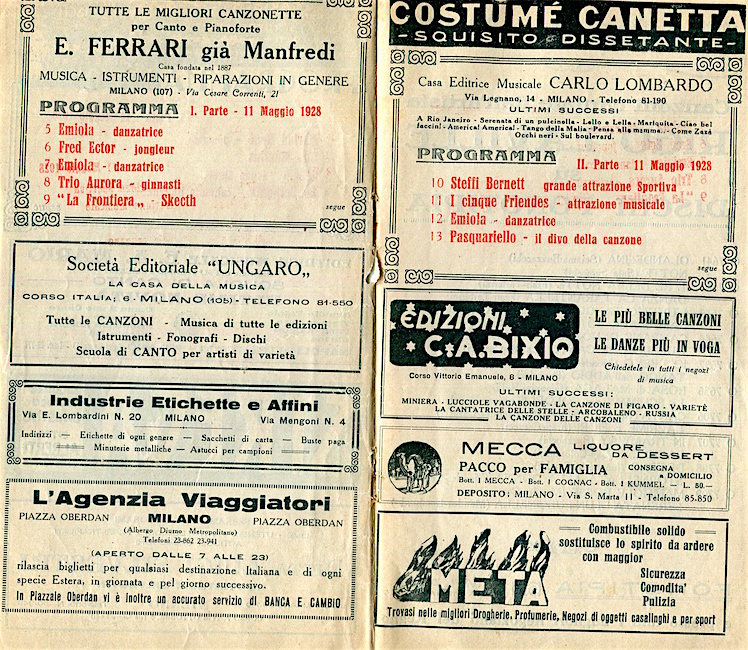 TUTTE LE MIGLIORI CANZONETTE
per Canto e Pianoforte
E. FERRARI già Manfredi
Casa fondata nel 1887
MUSICA - ISTRUMENTI - RIPARAZIONI IN GENERE
MILANO (107) - Via Cesare Correnti, 21
PROGRAMMA I. Parte - 11 Maggio 1928
5 Emiola - danzatrice
6 Fred Ector - jongleur
7 Emiola - danzatrice
8 Trio Aurora - ginnasti
9 "La Frontiera„ - Skecth
segue
Società Editoriale "UNGARO„
LA CASA DELLA MUSICA
CORSO ITALIA; 6 - MILANO (105) - TELEFONO 81-550
Tutte le CANZONI - Musica di tutte le edizioni
Istrumenti - Fonografi - Dischi
Scuola di CANTO per artisti di varietà
Industrie Etichette e Affini
Via E. Lombardini N. 20 MILANO Via Mengoni N. 4
Indirizzi — Etichette di ogni genere — Sacchetti di carta — Buste paga
Minuterie metalliche — Astucci per campioni
L'Agenzia Viaggiatori
PIAZZA OBERDAN MILANO PIAZZA OBERDAN
(Albergo Diurno Metropolitano)
Telefoni 23-862 23-941
(APERTO DALLE 7 ALLE 23)
rilascia biglietti per qualsiasi destinazione Italiana e di ogni
specie Estera, in giornata e pel giorno successivo.
In Piazzale Oberdan vi è inoltre un accurato servizio di BANCA E CAMBIO
COSTUMÉ CANETTA
- SQUISITO - DISSETANTE -
Casa Editrice Musicale CARLO LOMBARDO
Via Legnano, 14 - MILANO - Telefono 81-190
ULTIMI SUCCESSI
A Rio Janeiro - Serenata di un pulcinella - Lallo e Lella - Mariquita - Ciao bel
faccin! - America! America! - Tango della Malia - Pensa alla mamma... - Come Zazà
Occhi neri - Sul boulevard.
PROGRAMMA II. Parte - 11 Maggio 1928
10 Steffi Bernett grande attrazione Sportiva
11 I cinque Friendes - attrazione musicale
12 Emiola - danzatrice
13 Pasquariello - il divo della canzone
segue
EDIZIONI
C.A.BIXIO
Corso Vittorio Emanuele, 8 - MILANO
LE PIÙ BELLE CANZONI
LE DANZE PIÙ IN VOGA
Chiedetele in tutti i negozi
di musica
ULTIMI SUCCESSI:
MINIERA - LUCCIOLE VAGABONDE - LA CANZONE DI FIGARO - VARIETÈ
LA CANTATRICE DELLE STELLE - ARCOBALENO - RUSSIA
LA CANZONE DELLE CANZONI
MECCA LIQUORE
DA DESSERT
PACCO per FAMIGLIA CONSEGNA
A DOMICILIO
Bott. 1 MECCA - Bott. 1 COGNAC - Bott. 1 KUMMEL — L. 50.—
DEPOSITO: MILANO - Via S. Marta 11 - Telefono 85-850
META
Combustibile solido
sostituisce lo spirito da ardere
con maggior
Sicurezza
Comodita'
Pulizia
Trovasi nelle migliori Drogherie, Profumerie, Negozi di oggetti casalinghi e per sport